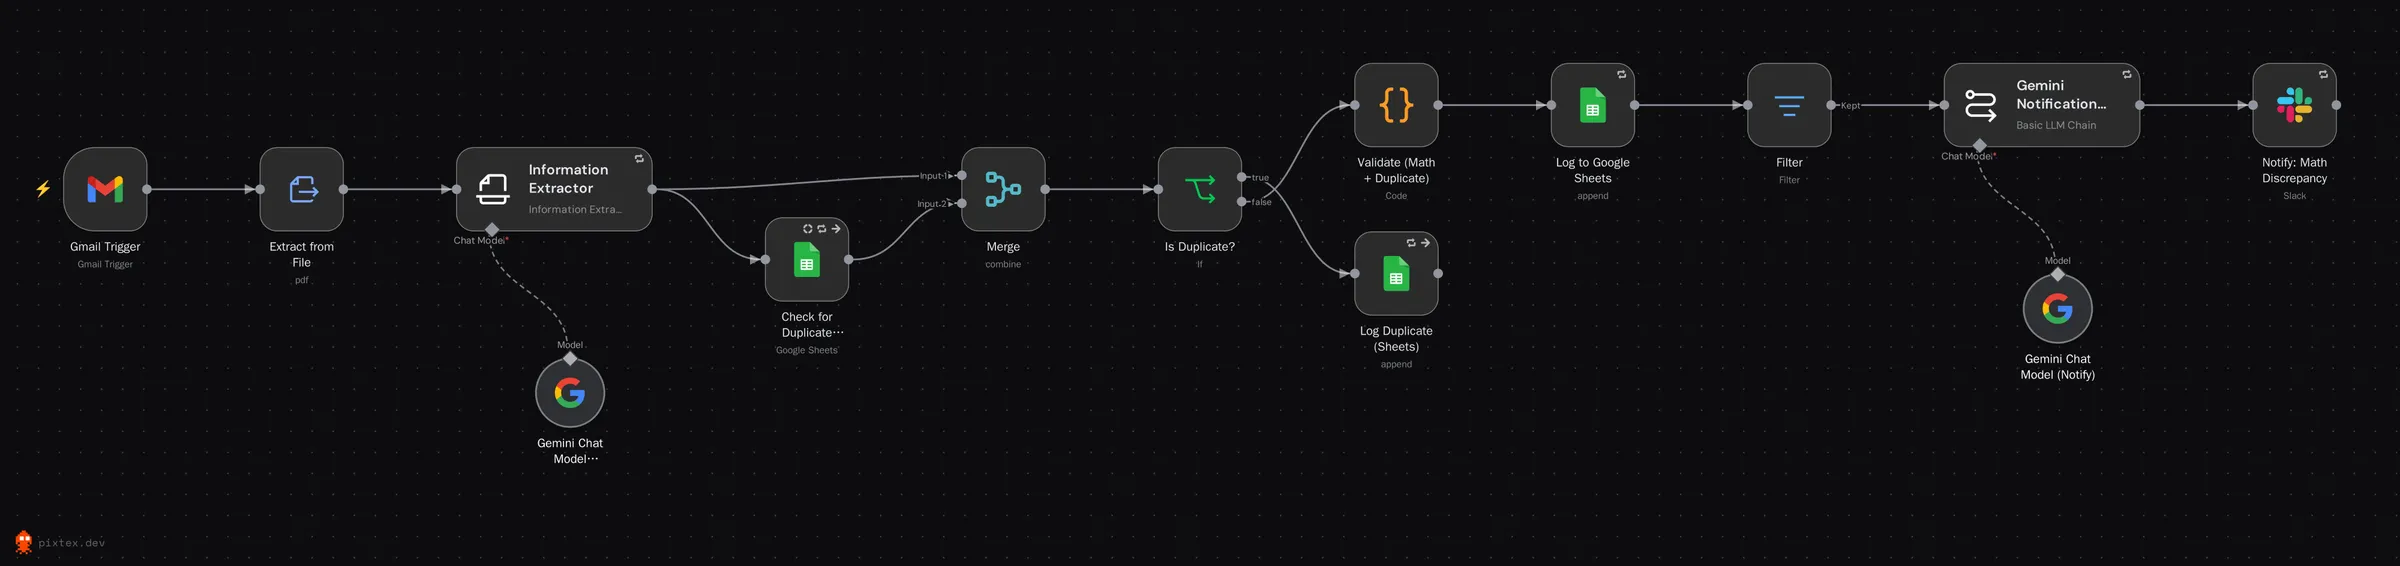 Gmail Trigger
Gmail Trigger
Extract from
File
pdf
Information
Extractor
Information Extra...
Chat Model*
Model
Gemini Chat
Model...
Check for
Duplicate...
Google Sheets
Input 1
Input 2
Merge
combine
Is Duplicate?
If
true
false
Validate (Math
+ Duplicate)
Code
Log Duplicate
(Sheets)
append
Log to Google
Sheets
append
Filter
Filter
Kept
Gemini
Notification...
Basic LLM Chain
Chat Model*
Model
Gemini Chat
Model (Notify)
Notify: Math
Discrepancy
Slack
pixtex.dev